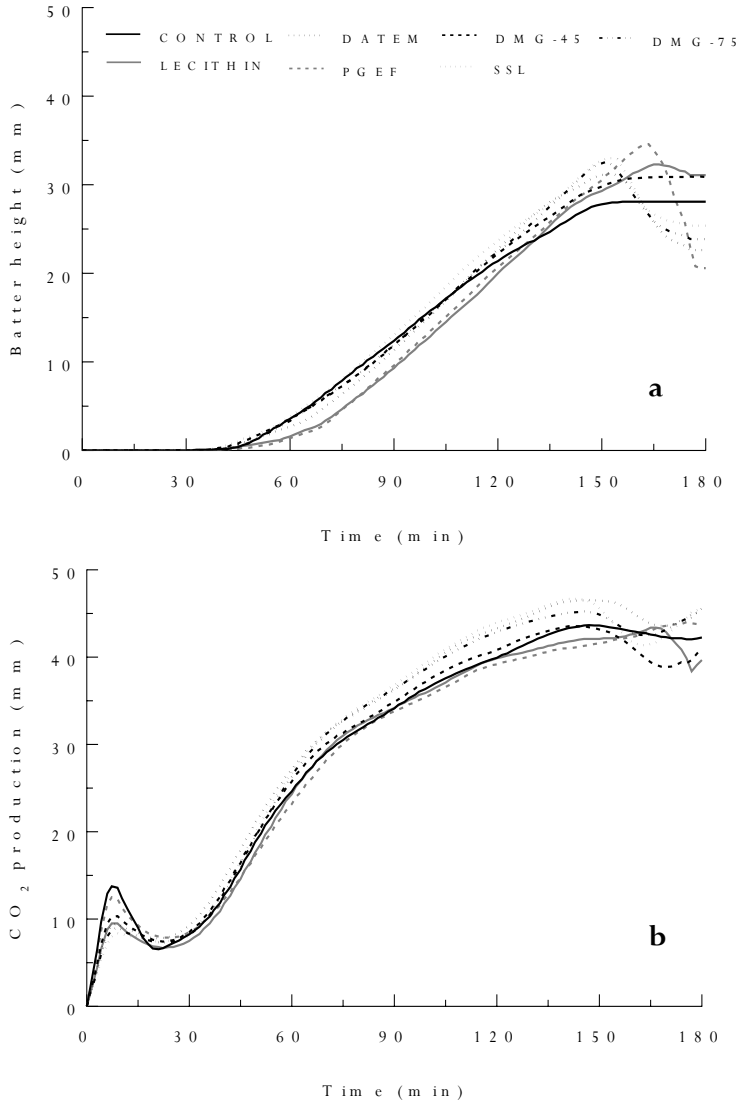 50
CONTROL DATEM DMG-45 DMG-75
LECITHIN PGEF SSL
40
30
20
10
0
Batter height (mm)
a
0 30 60 90 120 150 180
Time (min)
50
40
30
20
10
0
CO2 production (mm)
b
0 30 60 90 120 150 180
Time (min)